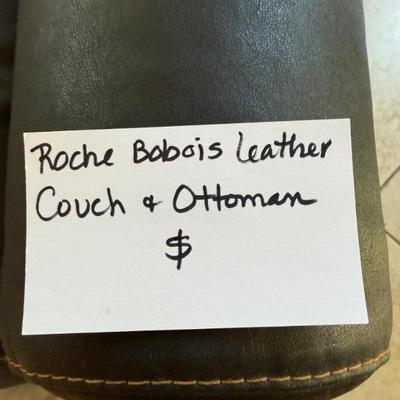 Roche Bobois leather
Couch & Ottoman
$